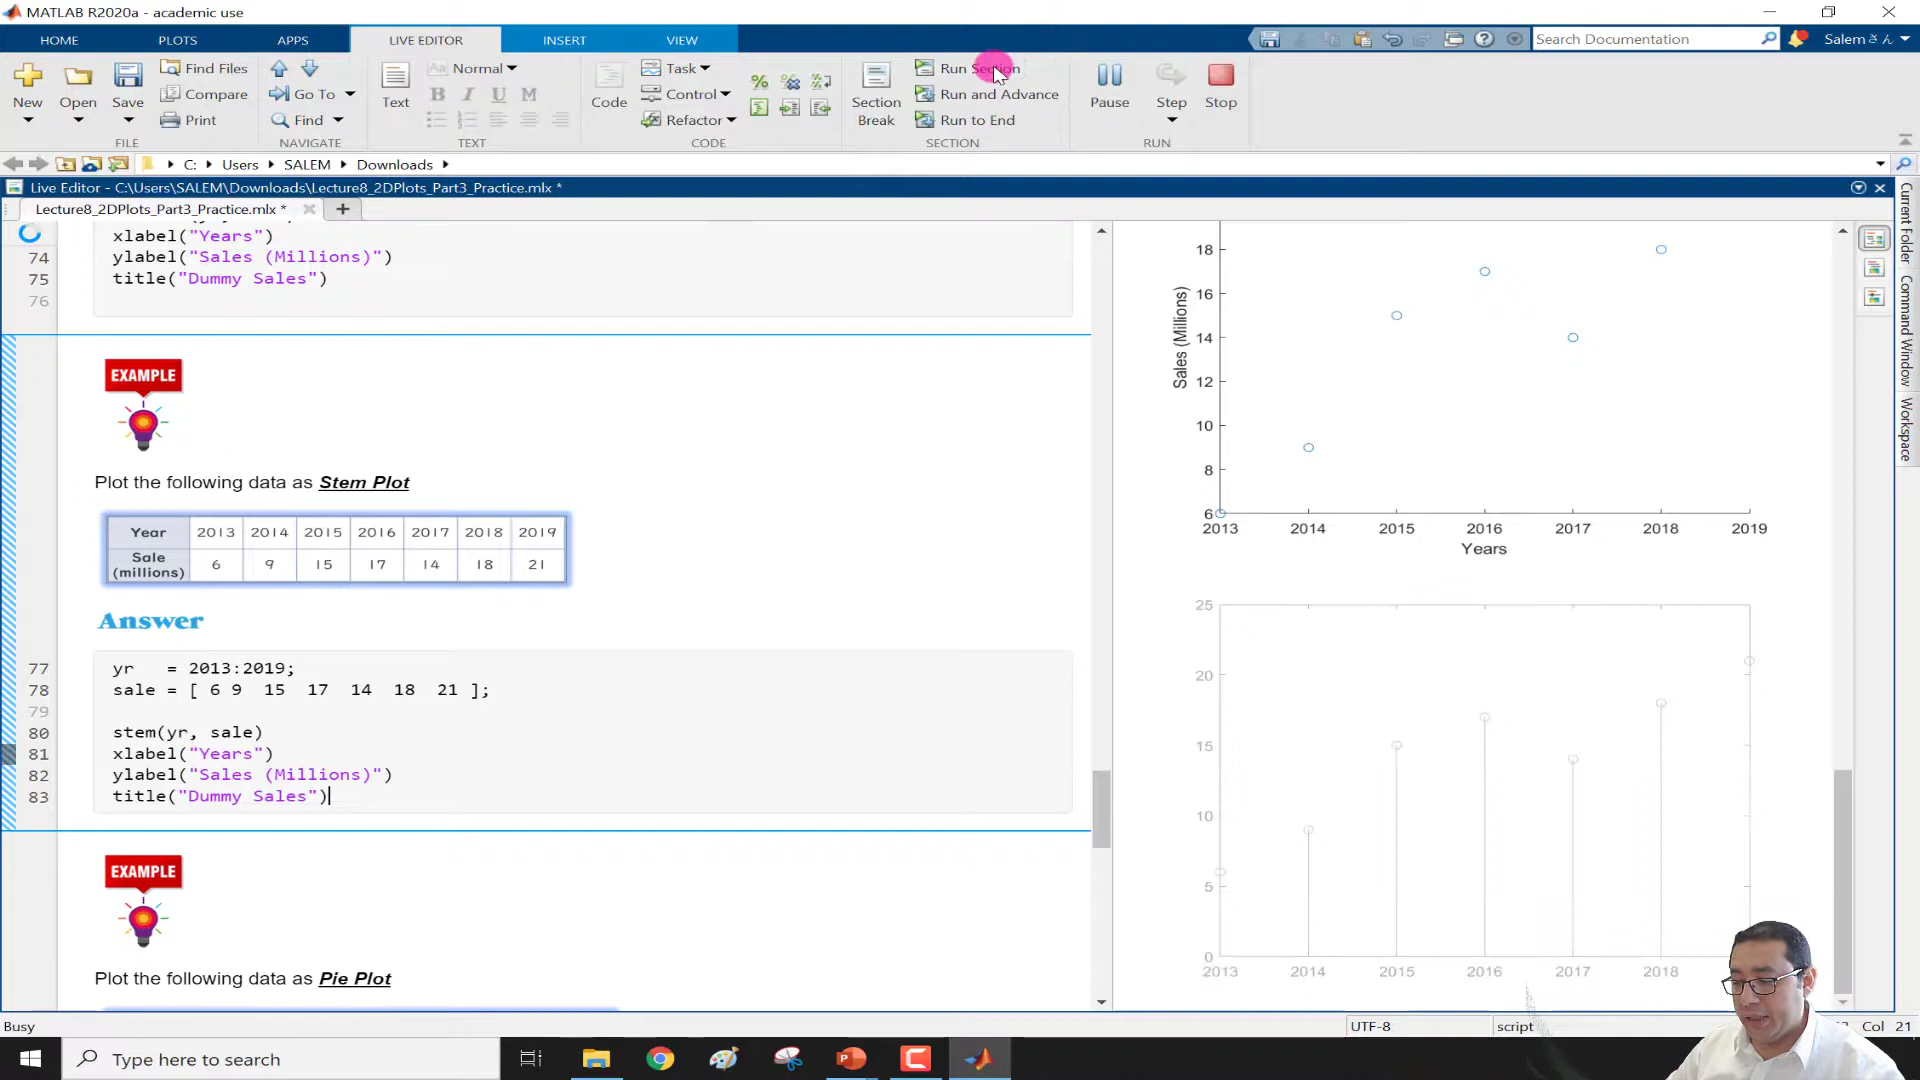 MATLAB R2020a - academic use
HOME PLOTS APPS LIVE EDITOR INSERT VIEW
Search Documentation
Salemさん
New
Open
Save
Find Files
Compare
Print
FILE
Go To
Find
NAVIGATE
Text
Aa Normal
B I U M
TEXT
Code
Task
Control
Refactor
CODE
Section Break
Run Section
Run and Advance
Run to End
SECTION
Pause
Step
Stop
RUN
C: Users SALEM Downloads
Live Editor - C:\Users\SALEM\Downloads\Lecture8_2DPlots_Part3_Practice.mlx *
Lecture8_2DPlots_Part3_Practice.mlx *
xlabel("Years")
74 ylabel("Sales (Millions)")
75 title("Dummy Sales")
76
EXAMPLE
Plot the following data as Stem Plot
Year 2013 2014 2015 2016 2017 2018 2019
Sale (millions) 6 9 15 17 14 18 21
Answer
77 yr = 2013:2019;
78 sale = [ 6 9 15 17 14 18 21 ];
79
80 stem(yr, sale)
81 xlabel("Years")
82 ylabel("Sales (Millions)")
83 title("Dummy Sales")
EXAMPLE
Plot the following data as Pie Plot
18
16
14
12
10
8
6
Sales (Millions)
2013 2014 2015 2016 2017 2018 2019
Years
25
20
15
10
5
0
2013 2014 2015 2016 2017 2018
Current Folder
Command Window
Workspace
Busy
UTF-8
script
Col 21
Type here to search